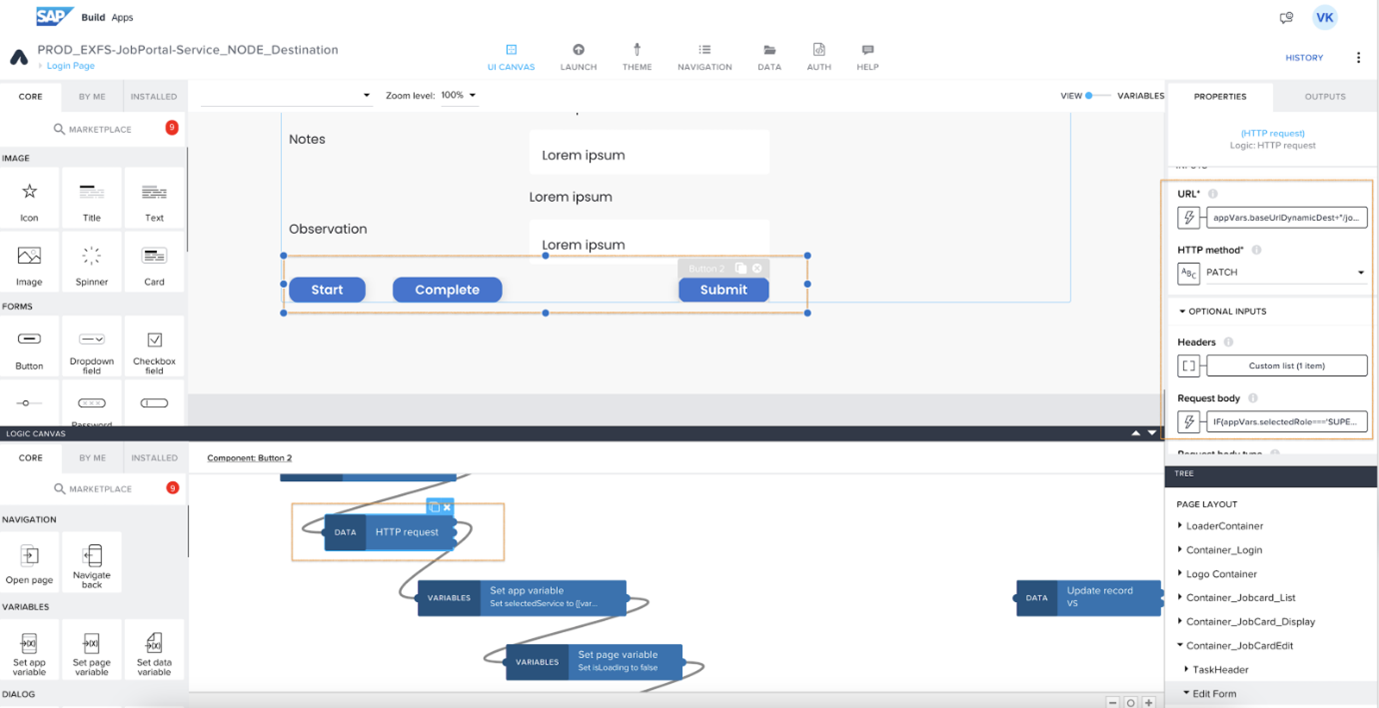 SAP Build Apps
VK
PROD_EXFS-JobPortal-Service_NODE_Destination
› Login Page
UI CANVAS
LAUNCH
THEME
NAVIGATION
DATA
AUTH
HELP
HISTORY
CORE
BY ME
INSTALLED
MARKETPLACE
9
IMAGE
Icon
Title
Text
Image
Spinner
Card
FORMS
Button
Dropdown
field
Checkbox
field
Password
Zoom level: 100%
VIEW
VARIABLES
Notes
Lorem ipsum
Lorem ipsum
Observation
Lorem ipsum
Button 2
Start
Complete
Submit
PROPERTIES
OUTPUTS
(HTTP request)
Logic: HTTP request
INPUTS
URL*
appVars.baseUrlDynamicDest+"/jo...
HTTP method*
ABC
PATCH
OPTIONAL INPUTS
Headers
[ ]
Custom list (1 item)
Request body
IF(appVars.selectedRole==='SUPE...
Request body type
LOGIC CANVAS
CORE
BY ME
INSTALLED
MARKETPLACE
9
NAVIGATION
Open page
Navigate
back
VARIABLES
Set app
variable
Set page
variable
Set data
variable
DIALOG
Component: Button 2
DATA
HTTP request
VARIABLES
Set app variable
Set selectedService to [{var...
VARIABLES
Set page variable
Set isLoading to false
DATA
Update record
VS
TREE
PAGE LAYOUT
LoaderContainer
Container_Login
Logo Container
Container_Jobcard_List
Container_JobCard_Display
Container_JobCardEdit
TaskHeader
Edit Form